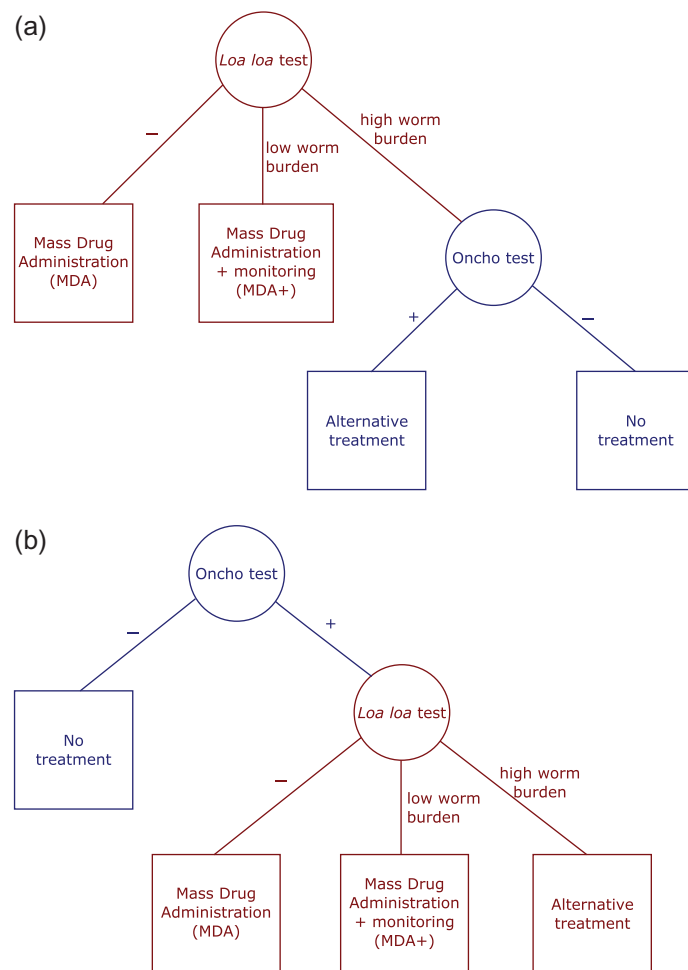 (a)
Loa loa test
−
low worm
burden
high worm
burden
Mass Drug
Administration
(MDA)
Mass Drug
Administration
+ monitoring
(MDA+)
Oncho test
+
−
Alternative
treatment
No
treatment
(b)
Oncho test
−
+
No
treatment
Loa loa test
−
low worm
burden
high worm
burden
Mass Drug
Administration
(MDA)
Mass Drug
Administration
+ monitoring
(MDA+)
Alternative
treatment